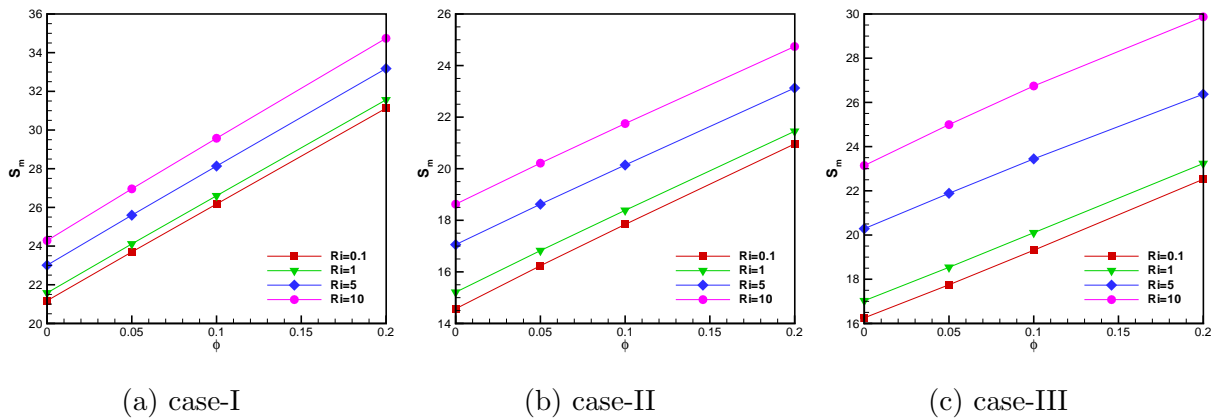 36
34
32
30
28
26
24
22
20
S_m
0
0.05
0.1
0.15
0.2
ϕ
Ri=0.1
Ri=1
Ri=5
Ri=10
(a) case-I
26
24
22
20
18
16
14
S_m
0
0.05
0.1
0.15
0.2
ϕ
Ri=0.1
Ri=1
Ri=5
Ri=10
(b) case-II
30
28
26
24
22
20
18
16
S_m
0
0.05
0.1
0.15
0.2
ϕ
Ri=0.1
Ri=1
Ri=5
Ri=10
(c) case-III